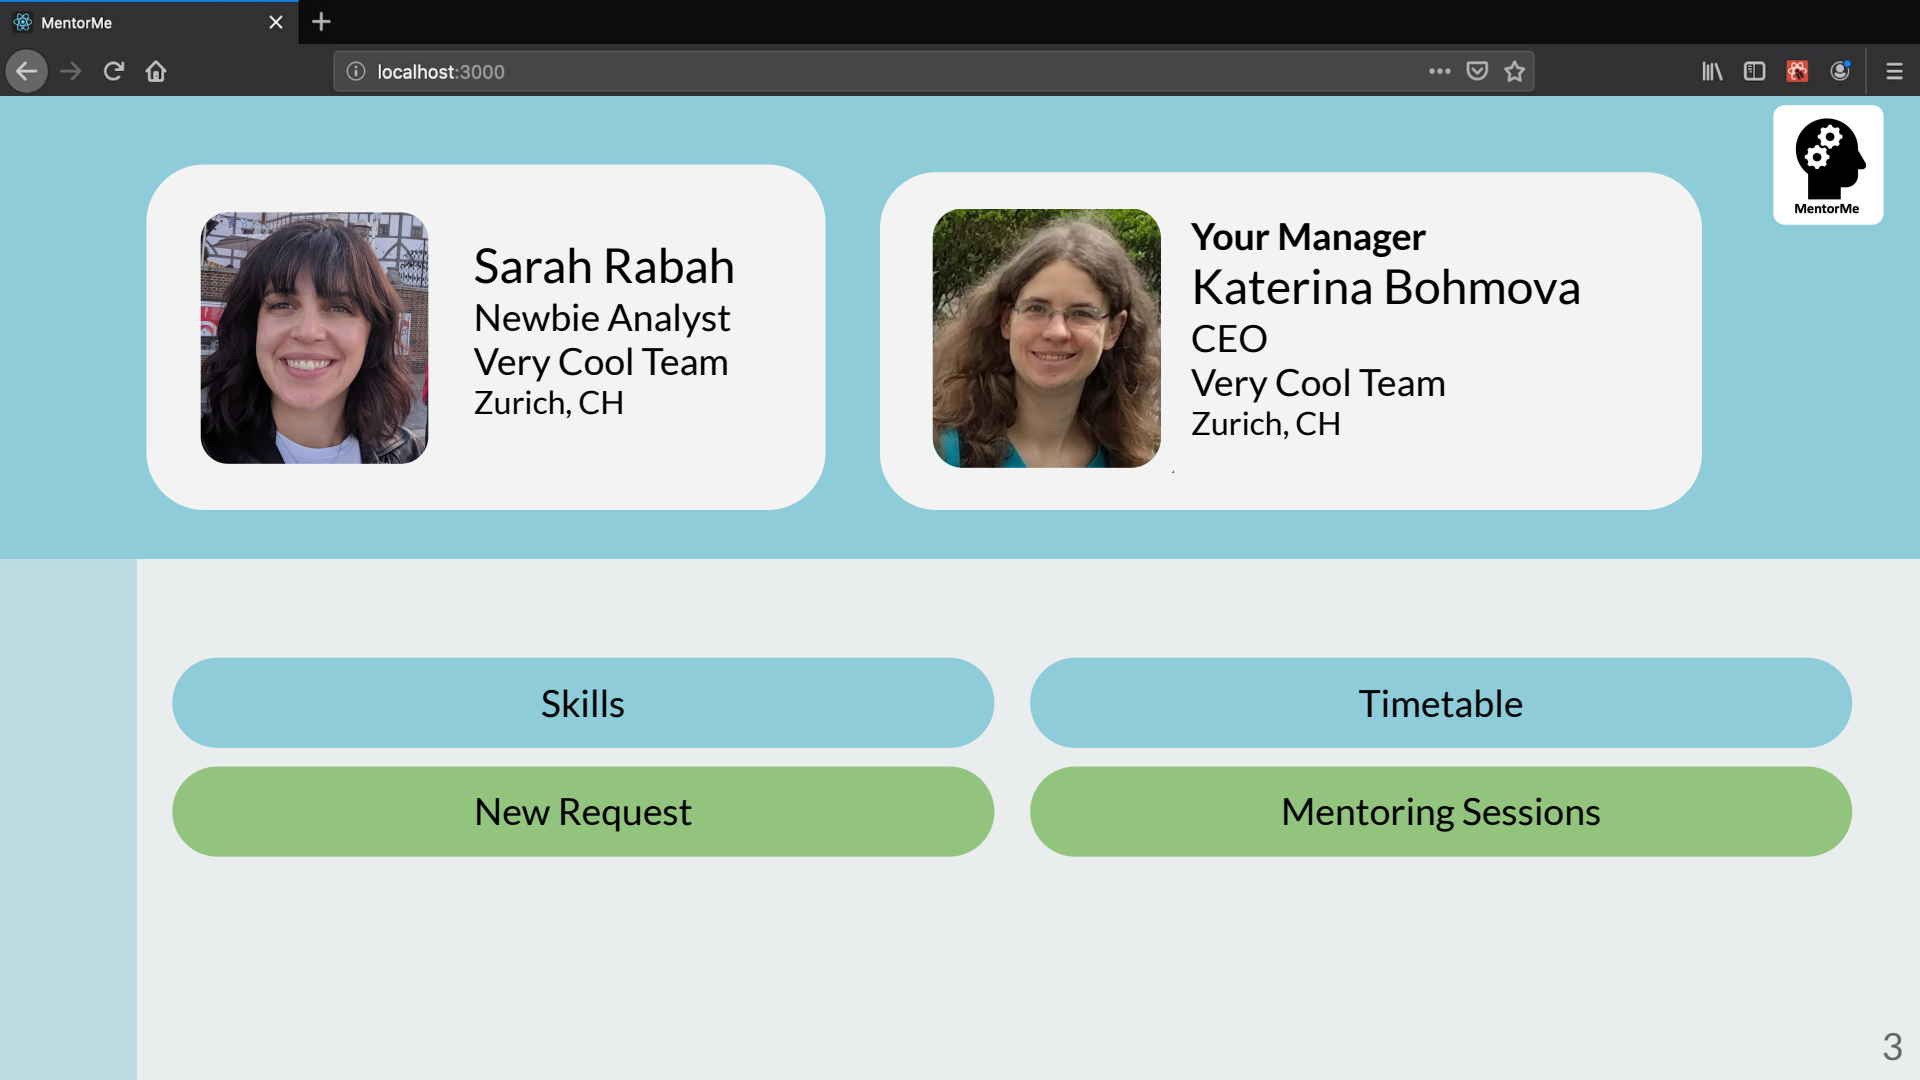 MentorMe
localhost:3000
MentorMe
Sarah Rabah
Newbie Analyst
Very Cool Team
Zurich, CH
Your Manager
Katerina Bohmova
CEO
Very Cool Team
Zurich, CH
Skills
Timetable
New Request
Mentoring Sessions
3